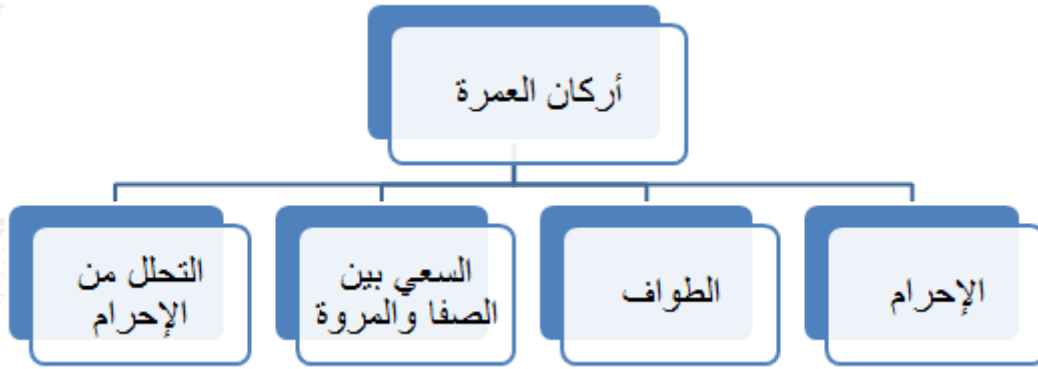 أركان العمرة
الإحرام
الطواف
السعي بين
الصفا والمروة
التحلل من
الإحرام